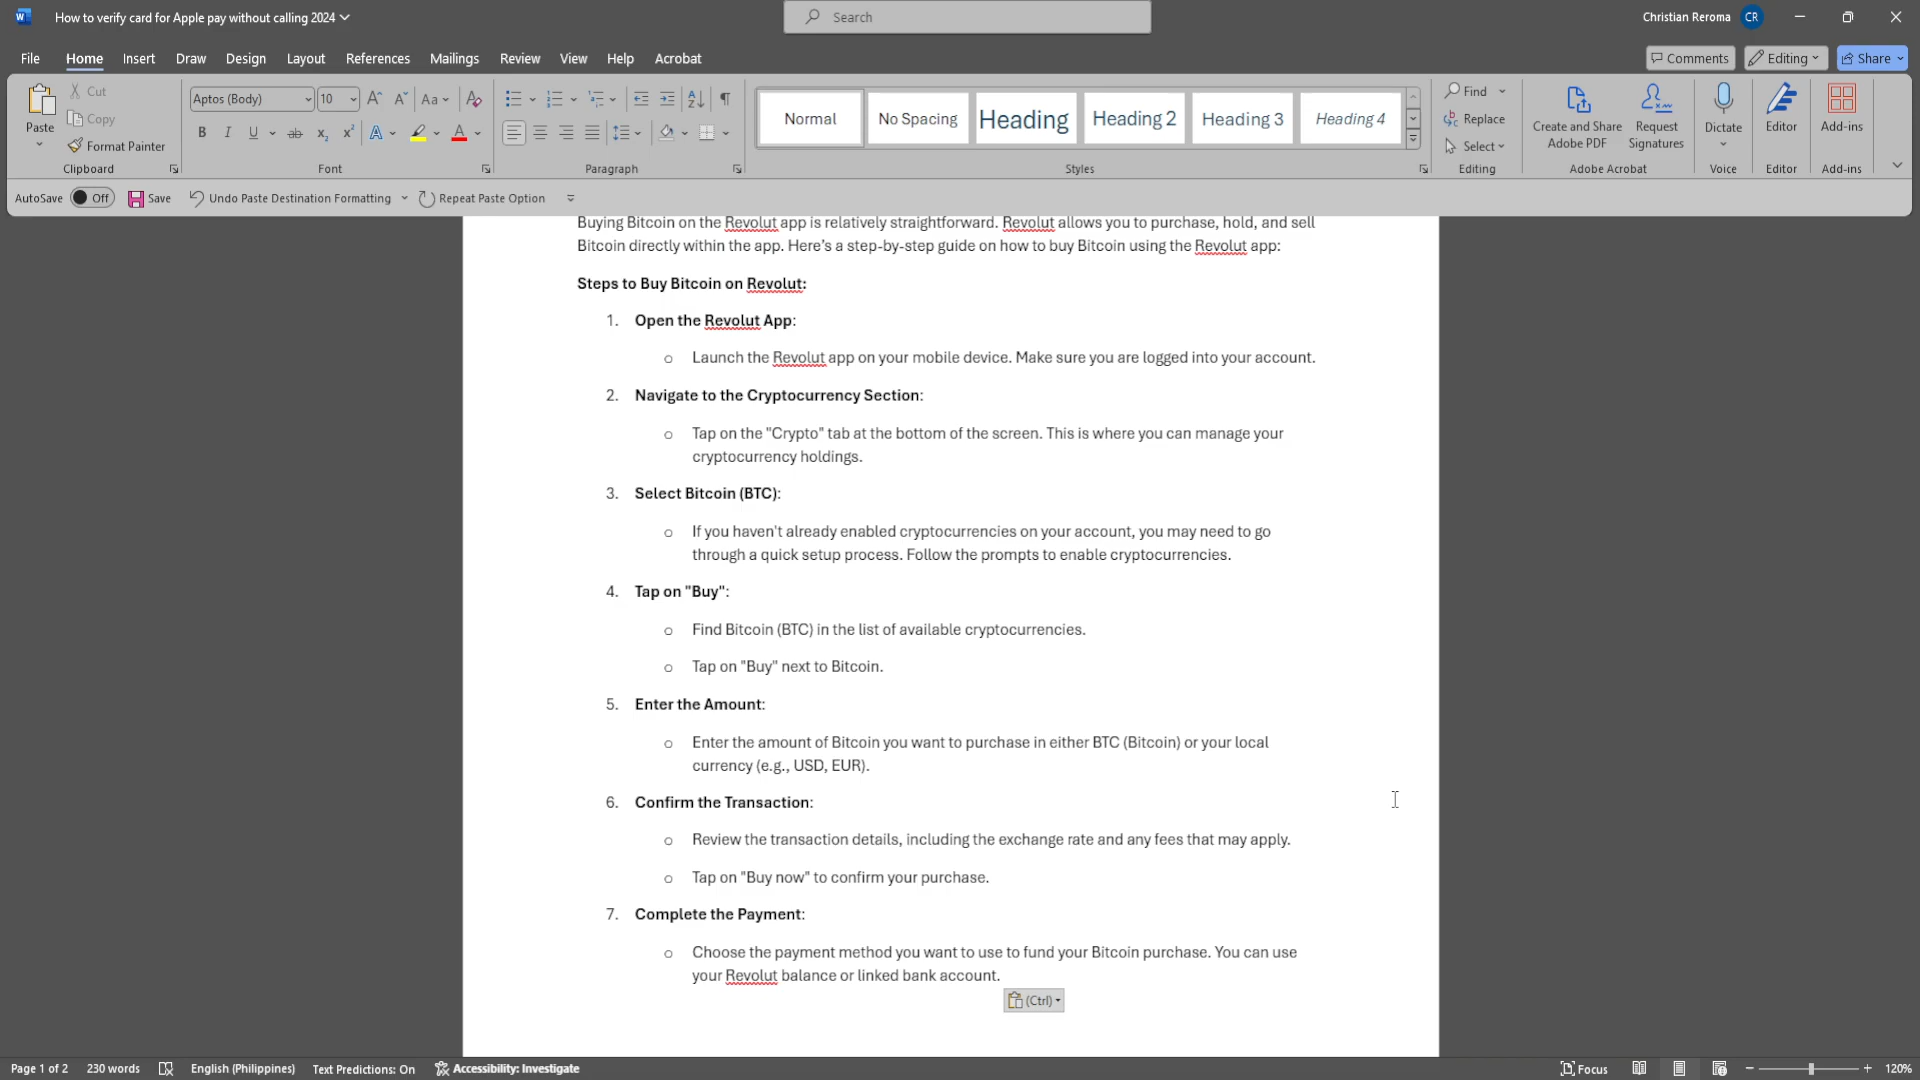 How to verify card for Apple pay without calling 2024
Search
Christian Reroma
CR
File
Home
Insert
Draw
Design
Layout
References
Mailings
Review
View
Help
Acrobat
Comments
Editing
Share
Paste
Cut
Copy
Format Painter
Clipboard
Aptos (Body)
10
Font
Paragraph
Normal
No Spacing
Heading
Heading 2
Heading 3
Heading 4
Styles
Find
Replace
Select
Editing
Create and Share
Adobe PDF
Request
Signatures
Adobe Acrobat
Dictate
Voice
Editor
Editor
Add-ins
Add-ins
AutoSave
Off
Save
Undo Paste Destination Formatting
Repeat Paste Option
Buying Bitcoin on the Revolut app is relatively straightforward. Revolut allows you to purchase, hold, and sell
Bitcoin directly within the app. Here’s a step-by-step guide on how to buy Bitcoin using the Revolut app:
Steps to Buy Bitcoin on Revolut:
1. Open the Revolut App:
o Launch the Revolut app on your mobile device. Make sure you are logged into your account.
2. Navigate to the Cryptocurrency Section:
o Tap on the "Crypto" tab at the bottom of the screen. This is where you can manage your
cryptocurrency holdings.
3. Select Bitcoin (BTC):
o If you haven't already enabled cryptocurrencies on your account, you may need to go
through a quick setup process. Follow the prompts to enable cryptocurrencies.
4. Tap on "Buy":
o Find Bitcoin (BTC) in the list of available cryptocurrencies.
o Tap on "Buy" next to Bitcoin.
5. Enter the Amount:
o Enter the amount of Bitcoin you want to purchase in either BTC (Bitcoin) or your local
currency (e.g., USD, EUR).
6. Confirm the Transaction:
o Review the transaction details, including the exchange rate and any fees that may apply.
o Tap on "Buy now" to confirm your purchase.
7. Complete the Payment:
o Choose the payment method you want to use to fund your Bitcoin purchase. You can use
your Revolut balance or linked bank account.
(Ctrl)
Page 1 of 2
230 words
English (Philippines)
Text Predictions: On
Accessibility: Investigate
Focus
120%